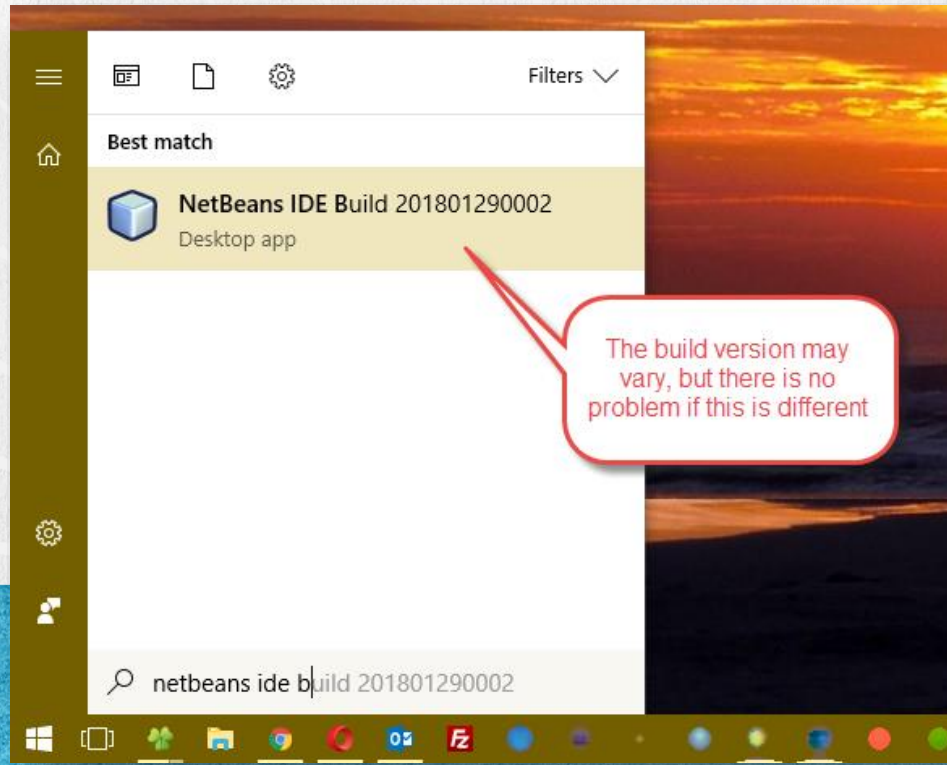 Filters
Best match
NetBeans IDE Build 201801290002
Desktop app
The build version may
vary, but there is no
problem if this is different
netbeans ide build 201801290002